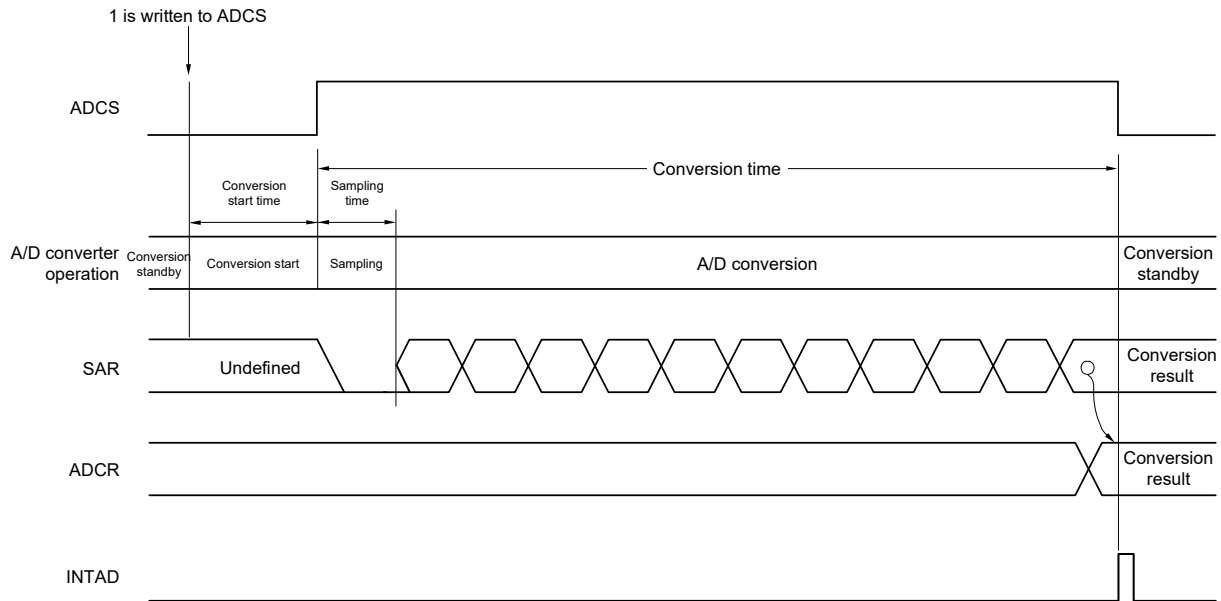 1 is written to ADCS
ADCS
Conversion time
Conversion
start time
Sampling
time
A/D converter
operation
Conversion
standby
Conversion start
Sampling
A/D conversion
Conversion
standby
SAR
Undefined
Conversion
result
ADCR
Conversion
result
INTAD